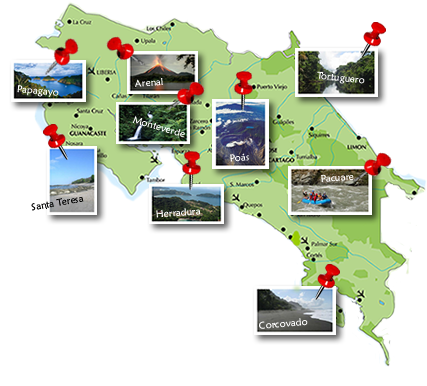 La Cruz
Los Chiles
Upala
LIBERIA
Papagayo
Arenal
Tortuguero
Cañas
Tilarán
Puerto Viejo
Santa Cruz
Nicoya
GUANACASTE
Monteverde
Guápiles
Siquirres
LIMON
Nosara
Poás
CARTAGO
Turrialba
Santa Teresa
Tambor
Herradura
S. Marcos
Pacuare
Quepos
Palmar Sur
Cortés
Corcovado